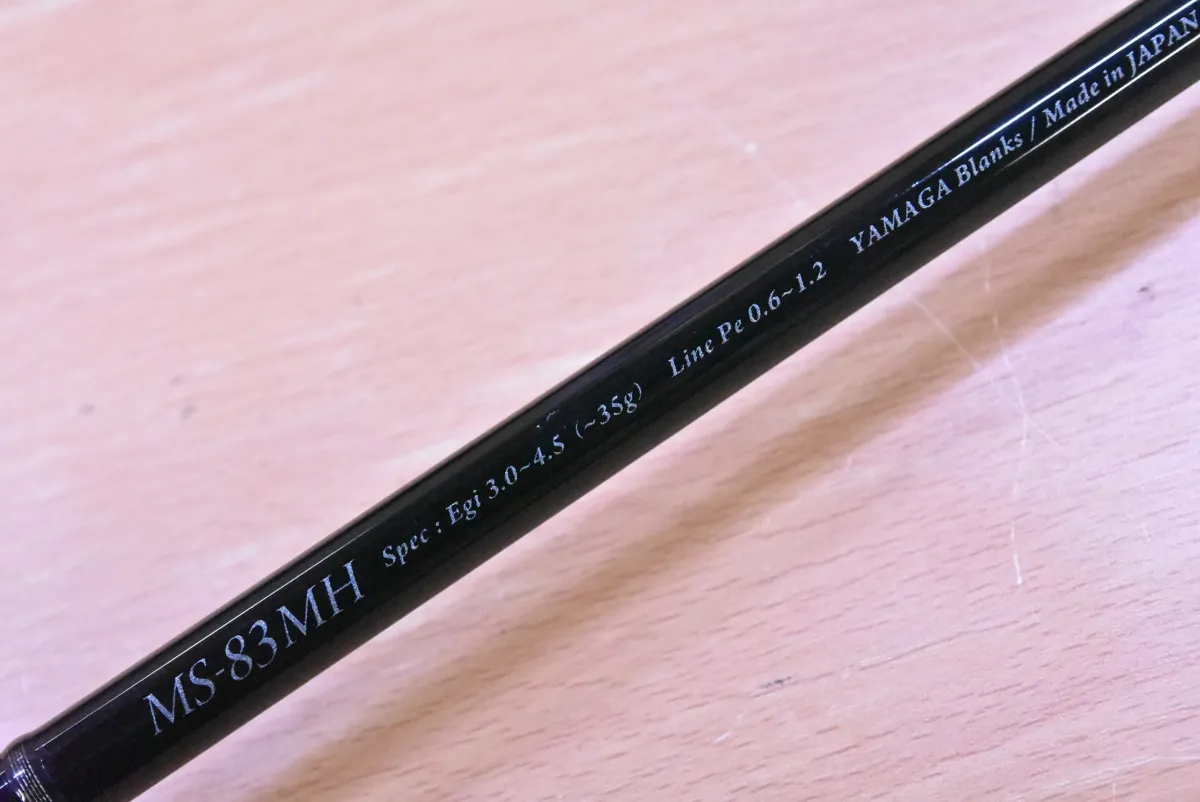 MS-83MH Spec : Egi 3.0~4.5 (~35g) Line Pe 0.6~1.2 YAMAGA Blanks / Made in JAPAN